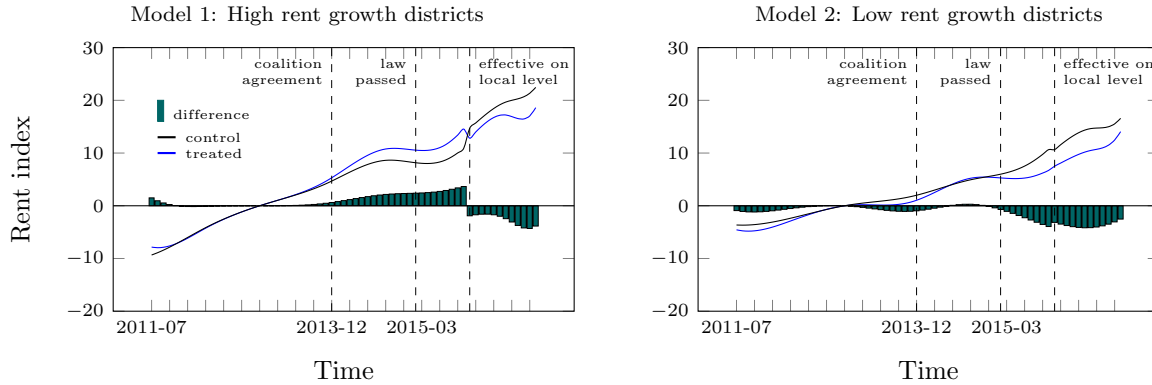 Model 1: High rent growth districts
Rent index
30
20
10
0
−10
−20
coalition
agreement
law
passed
effective on
local level
difference
control
treated
2011-07
2013-12
2015-03
Time
Model 2: Low rent growth districts
30
20
10
0
−10
−20
coalition
agreement
law
passed
effective on
local level
2011-07
2013-12
2015-03
Time